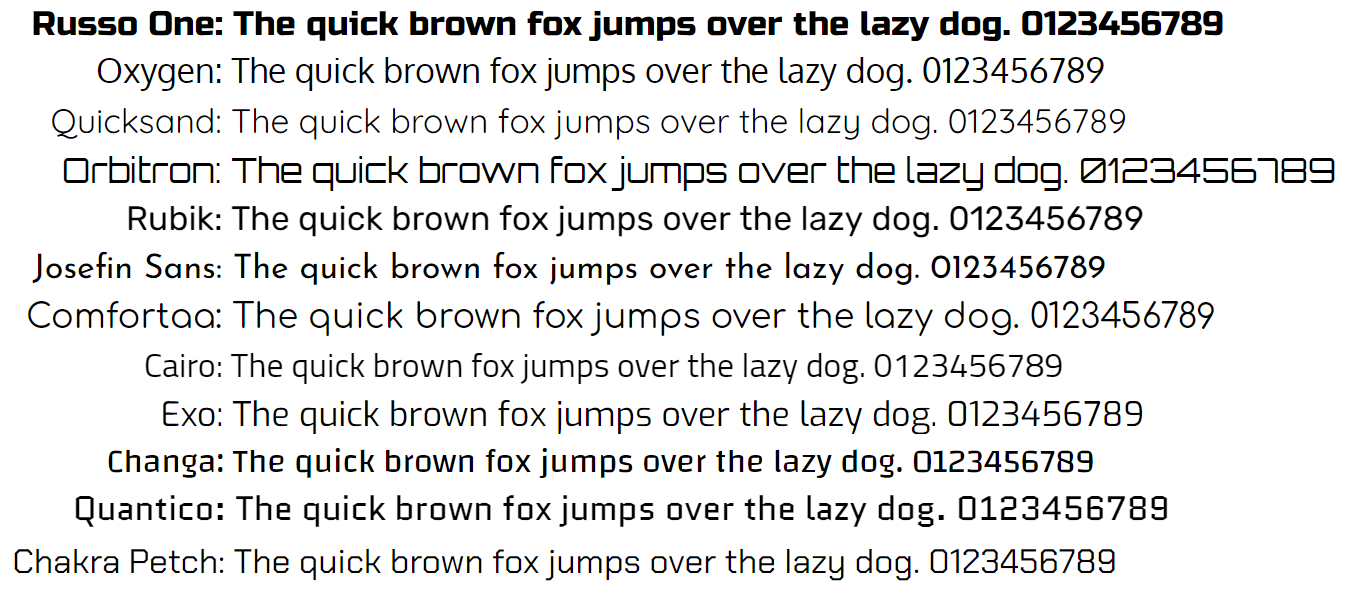 Russo One: The quick brown fox jumps over the lazy dog. 0123456789
Oxygen: The quick brown fox jumps over the lazy dog. 0123456789
Quicksand: The quick brown fox jumps over the lazy dog. 0123456789
Orbitron: The quick brown fox jumps over the lazy dog. 0123456789
Rubik: The quick brown fox jumps over the lazy dog. 0123456789
Josefin Sans: The quick brown fox jumps over the lazy dog. 0123456789
Comfortaa: The quick brown fox jumps over the lazy dog. 0123456789
Cairo: The quick brown fox jumps over the lazy dog. 0123456789
Exo: The quick brown fox jumps over the lazy dog. 0123456789
Changa: The quick brown fox jumps over the lazy dog. 0123456789
Quantico: The quick brown fox jumps over the lazy dog. 0123456789
Chakra Petch: The quick brown fox jumps over the lazy dog. 0123456789